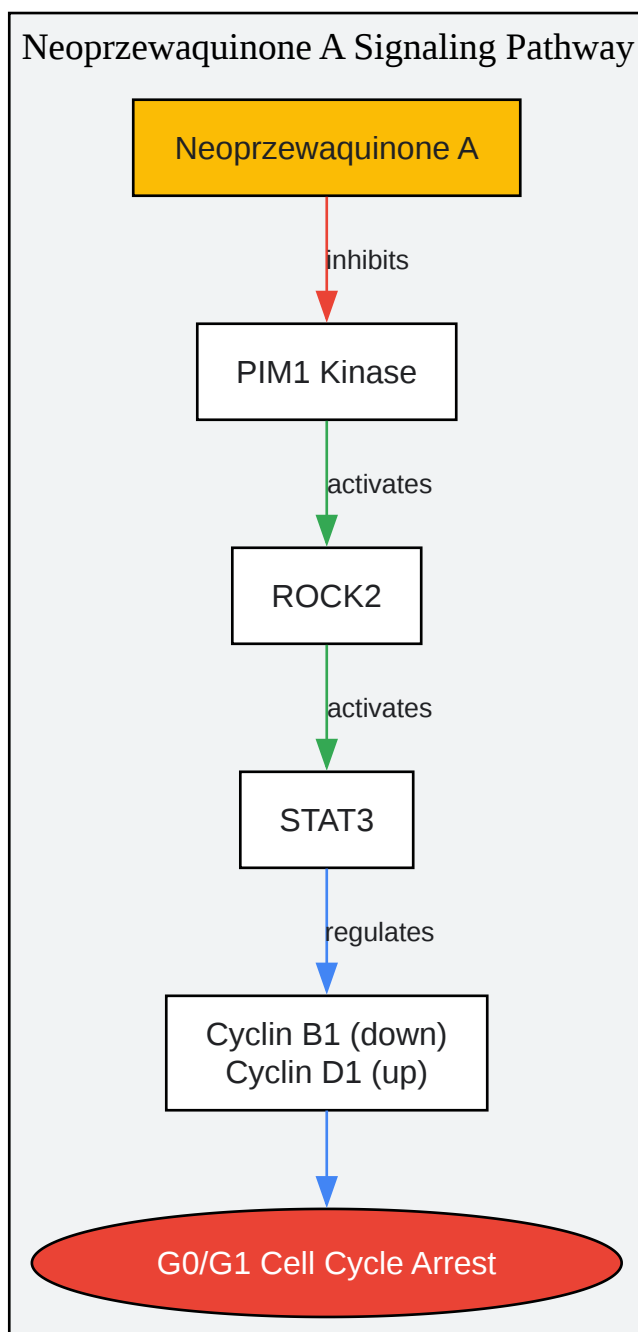 Neoprzewaquinone A Signaling Pathway
Neoprzewaquinone A
inhibits
PIM1 Kinase
activates
ROCK2
activates
STAT3
regulates
Cyclin B1 (down)
Cyclin D1 (up)
G0/G1 Cell Cycle Arrest